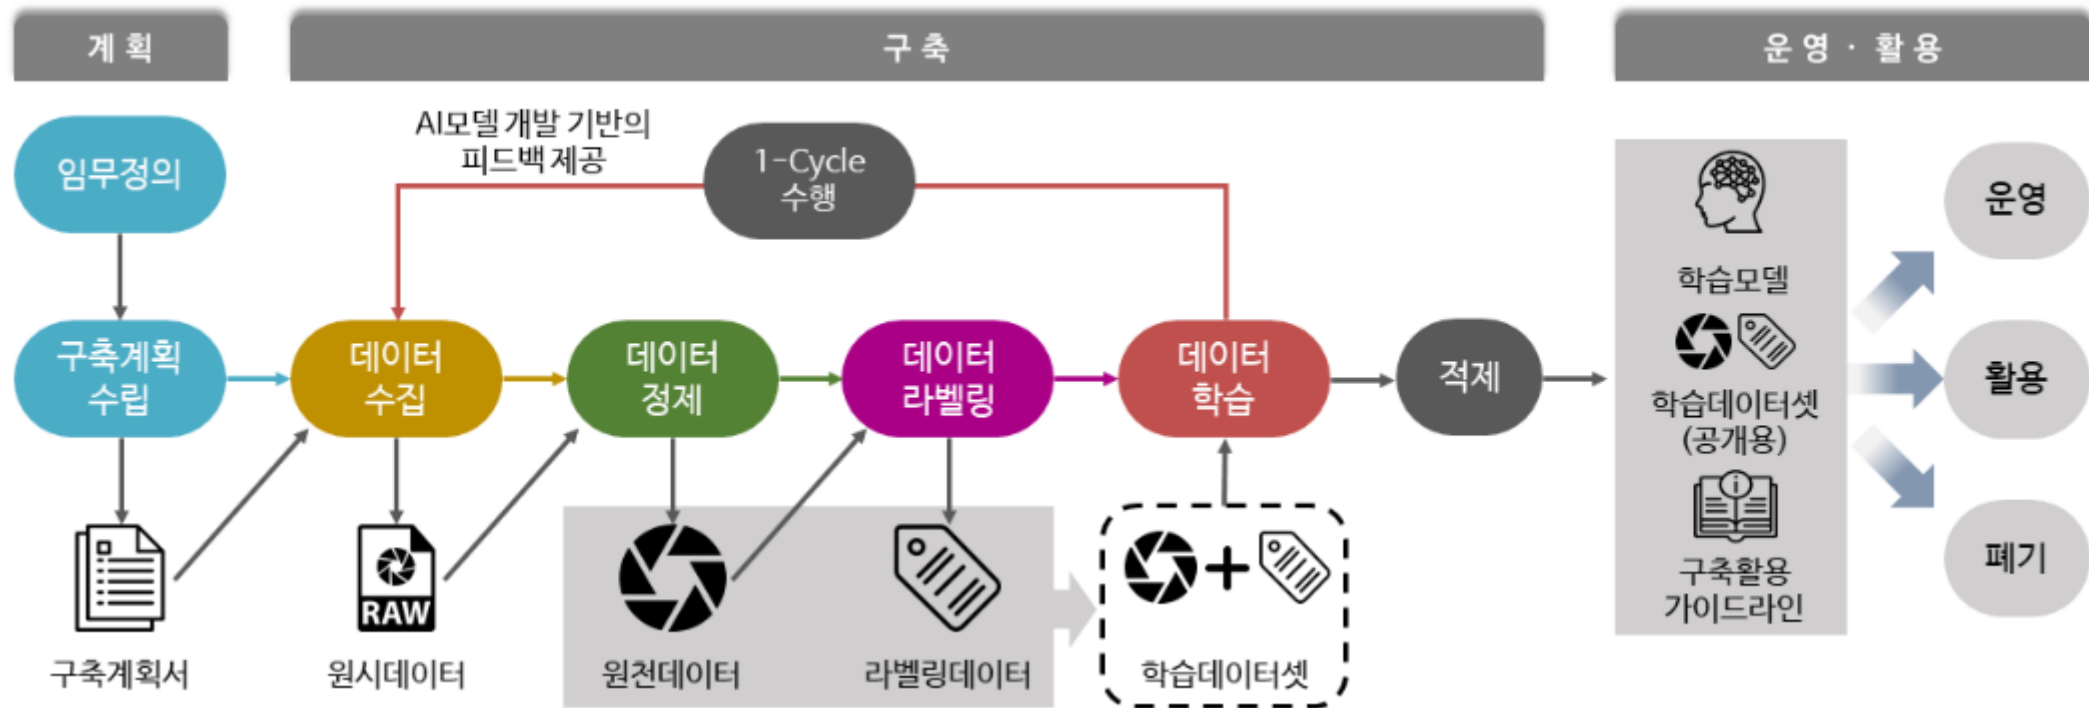 계 획
구 축
운 영 · 활 용
AI모델 개발 기반의
피드백 제공
1-Cycle
수행
임무정의
구축계획
수립
데이터
수집
데이터
정제
데이터
라벨링
데이터
학습
적제
RAW
구축계획서
원시데이터
원천데이터
라벨링데이터
학습데이터셋
학습모델
학습데이터셋
(공개용)
구축활용
가이드라인
운영
활용
폐기